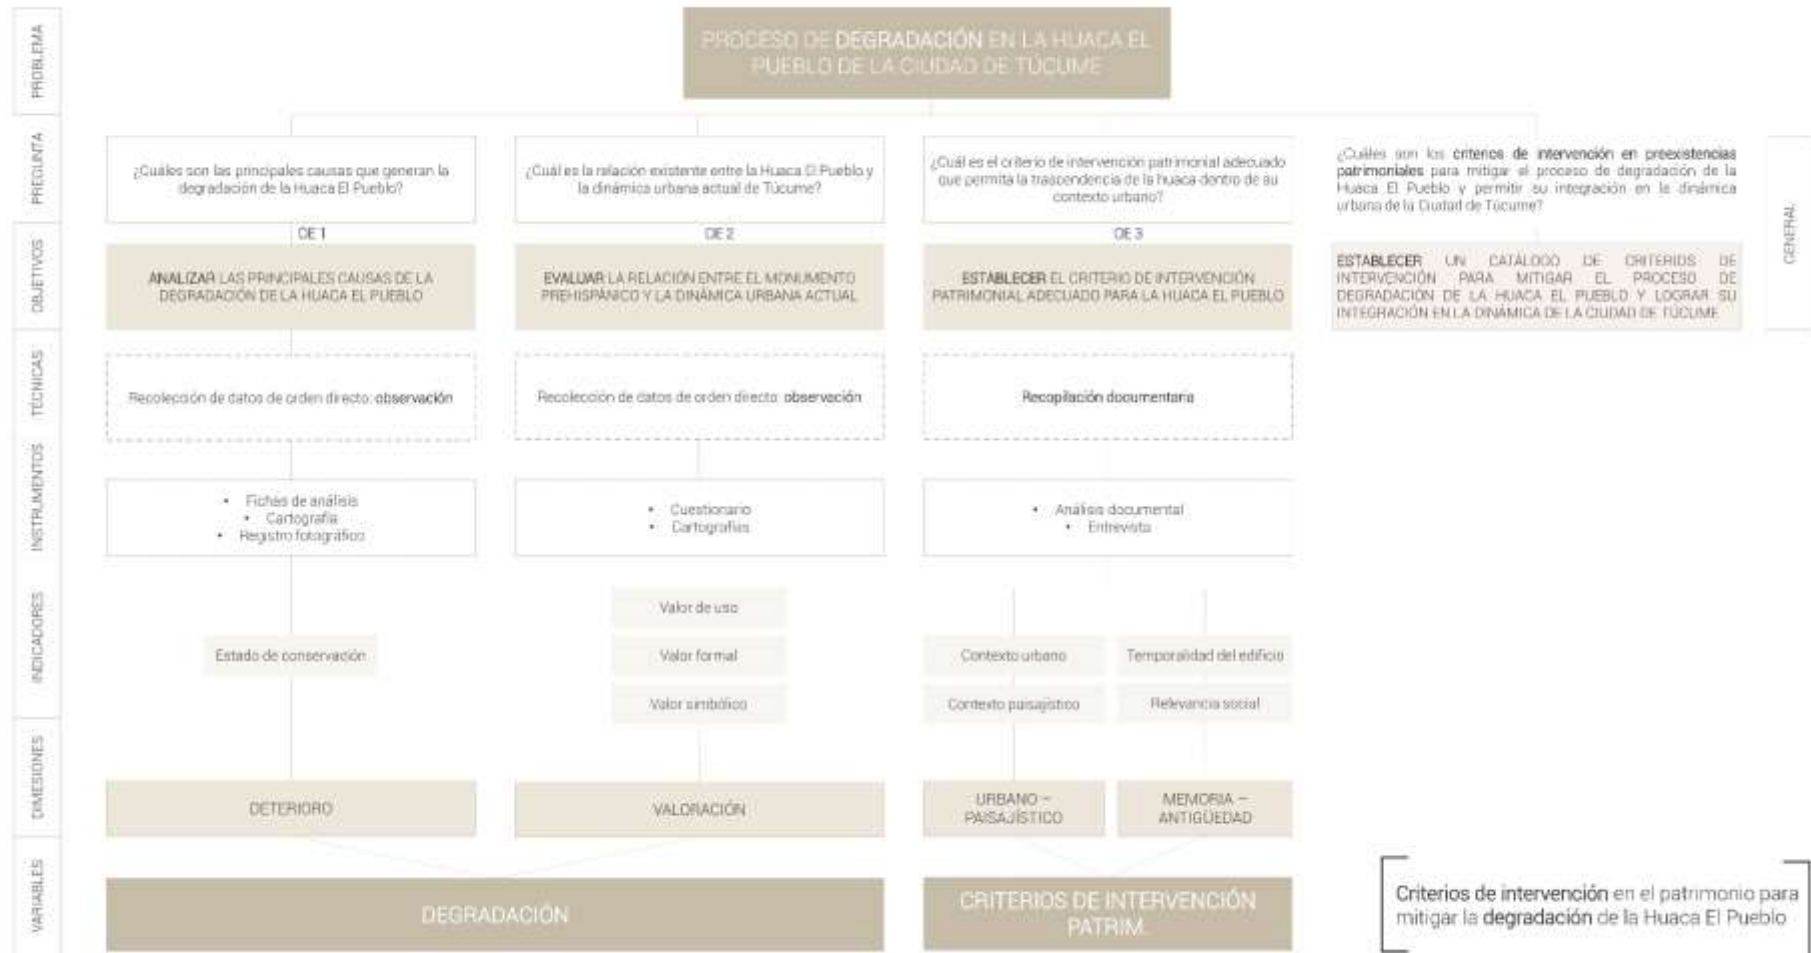 PROBLEMA
PROCESO DE DEGRADACIÓN EN LA HUACA EL
PUEBLO DE LA CIUDAD DE TÚCUME
PREGUNTA
¿Cuáles son las principales causas que generan la
degradación de la Huaca El Pueblo?
¿Cuál es la relación existente entre la Huaca El Pueblo y
la dinámica urbana actual de Túcume?
¿Cuál es el criterio de intervención patrimonial adecuado
que permita la trascendencia de la huaca dentro de su
contexto urbano?
¿Cuáles son los criterios de intervención en preexistencias
patrimoniales para mitigar el proceso de degradación de la
Huaca El Pueblo y permitir su integración en la dinámica
urbana de la Ciudad de Túcume?
GENERAL
OBJETIVOS
OE 1
ANALIZAR LAS PRINCIPALES CAUSAS DE LA
DEGRADACIÓN DE LA HUACA EL PUEBLO
OE 2
EVALUAR LA RELACIÓN ENTRE EL MONUMENTO
PREHISPÁNICO Y LA DINÁMICA URBANA ACTUAL
OE 3
ESTABLECER EL CRITERIO DE INTERVENCIÓN
PATRIMONIAL ADECUADO PARA LA HUACA EL PUEBLO
ESTABLECER UN CATÁLOGO DE CRITERIOS DE
INTERVENCIÓN PARA MITIGAR EL PROCESO DE
DEGRADACIÓN DE LA HUACA EL PUEBLO Y LOGRAR SU
INTEGRACIÓN EN LA DINÁMICA DE LA CIUDAD DE TÚCUME
TÉCNICAS
Recolección de datos de orden directo: observación
Recolección de datos de orden directo: observación
Recopilación documentaria
INSTRUMENTOS
• Fichas de análisis
• Cartografía
• Registro fotográfico
• Cuestionario
• Cartografías
• Análisis documental
• Entrevista
INDICADORES
Estado de conservación
Valor de uso
Valor formal
Valor simbólico
Contexto urbano
Contexto paisajístico
Temporalidad del edificio
Relevancia social
DIMESIONES
DETERIORO
VALORACIÓN
URBANO –
PAISAJÍSTICO
MEMORIA –
ANTIGÜEDAD
VARIABLES
DEGRADACIÓN
CRITERIOS DE INTERVENCIÓN
PATRIM.
Criterios de intervención en el patrimonio para
mitigar la degradación de la Huaca El Pueblo